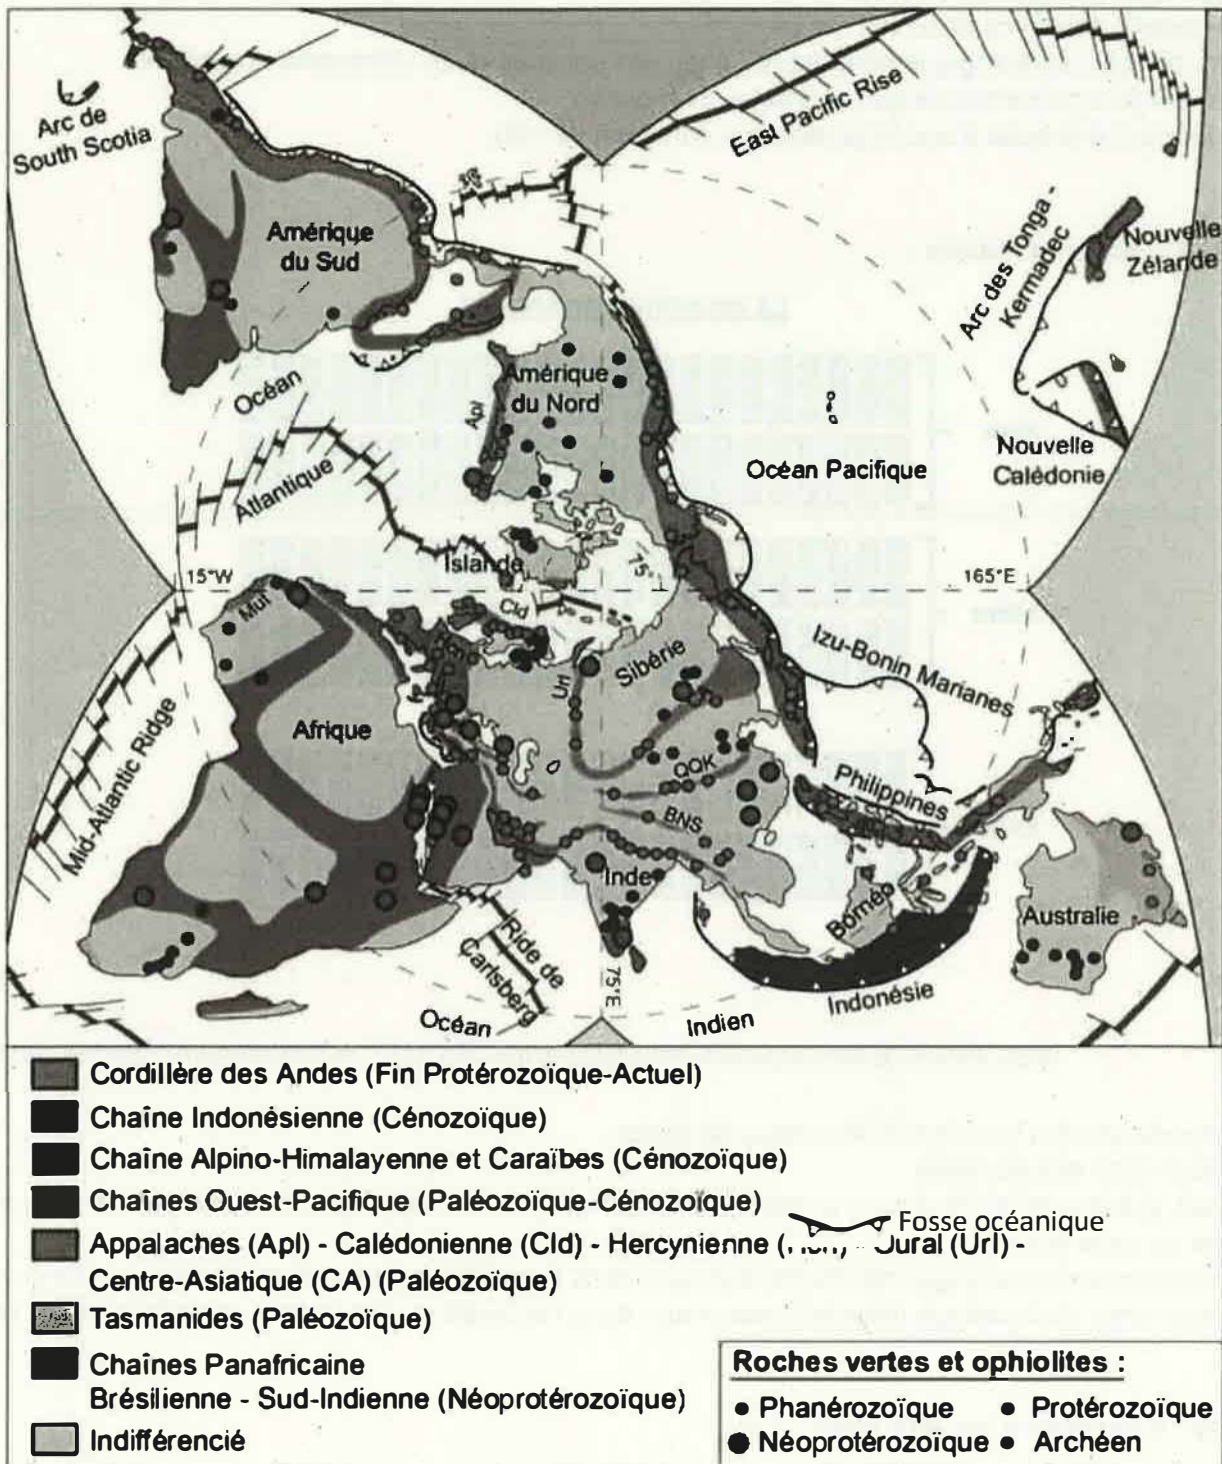 Arc de
South Scotia
East Pacific Rise
Arc des Tonga -
Kermadec
Nouvelle
Zélande
Amérique
du Sud
Océan
Atlantique
Amérique
du Nord
Apl
Océan Pacifique
Nouvelle
Calédonie
Islande
75°
15°W
165°E
Mut
Cld
Url
Sibérie
Izu-Bonin Marianes
Afrique
Mid-Atlantic Ridge
QQK
BNS
Philippines
Inde
Bornéo
Australie
Ride de
Carlsberg
75°E
Indonésie
Océan
Indien
Cordillère des Andes (Fin Protérozoïque-Actuel)
Chaîne Indonésienne (Cénozoïque)
Chaîne Alpino-Himalayenne et Caraïbes (Cénozoïque)
Chaînes Ouest-Pacifique (Paléozoïque-Cénozoïque)
Fosse océanique
Appalaches (Apl) - Calédonienne (Cld) - Hercynienne - Oural (Url) -
Centre-Asiatique (CA) (Paléozoïque)
Tasmanides (Paléozoïque)
Chaînes Panafricaine
Brésilienne - Sud-Indienne (Néoprotérozoïque)
Indifférencié
Roches vertes et ophiolites :
Phanérozoïque
Protérozoïque
Néoprotérozoïque
Archéen